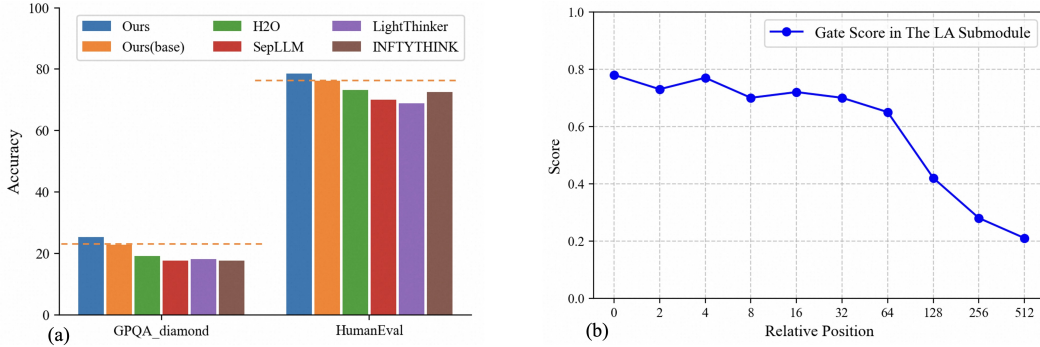 Ours
Ours(base)
H2O
SepLLM
LightThinker
INFTYTHINK
Accuracy
100
80
60
40
20
0
GPQA_diamond
HumanEval
(a)
Gate Score in The LA Submodule
Score
1.0
0.8
0.6
0.4
0.2
0.0
0 2 4 8 16 32 64 128 256 512
Relative Position
(b)